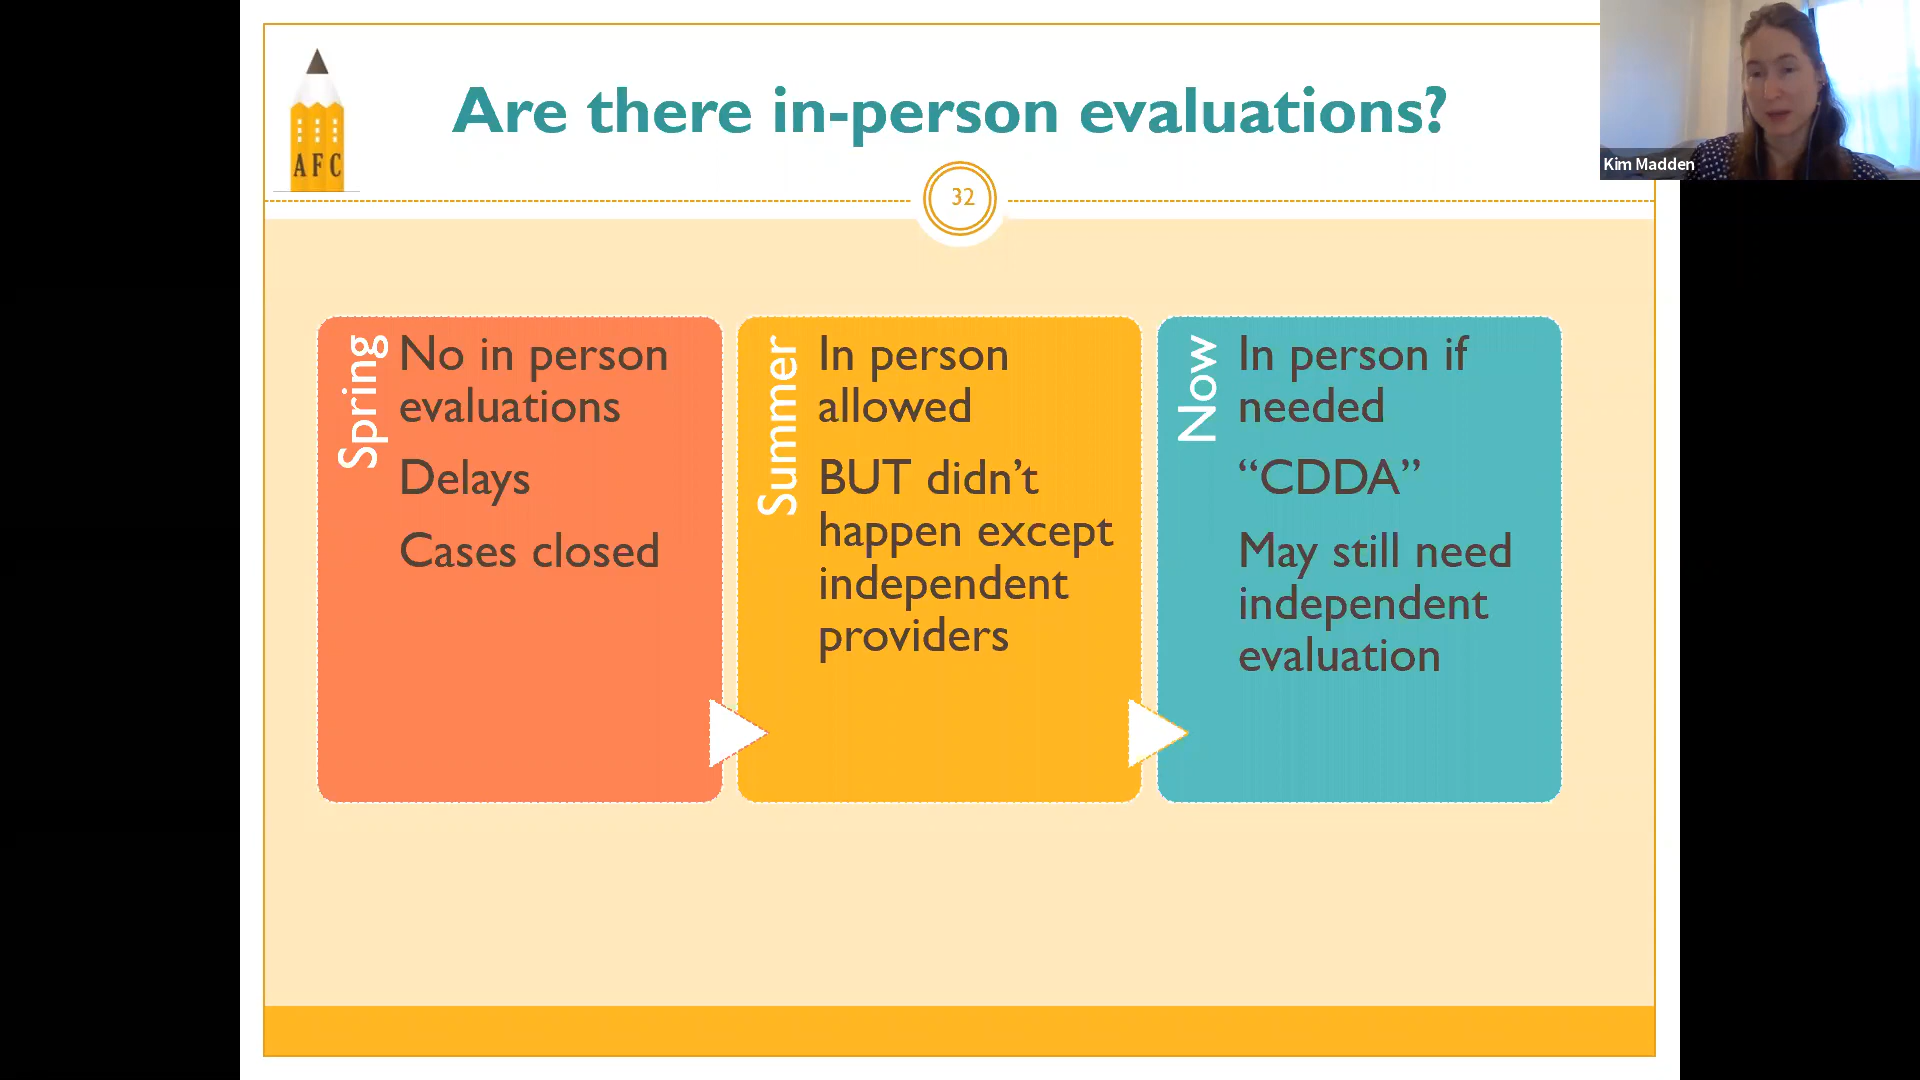 Are there in-person evaluations?
AFC
Kim Madden
32
Spring
No in person
evaluations
Delays
Cases closed
Summer
In person
allowed
BUT didn’t
happen except
independent
providers
Now
In person if
needed
“CDDA”
May still need
independent
evaluation